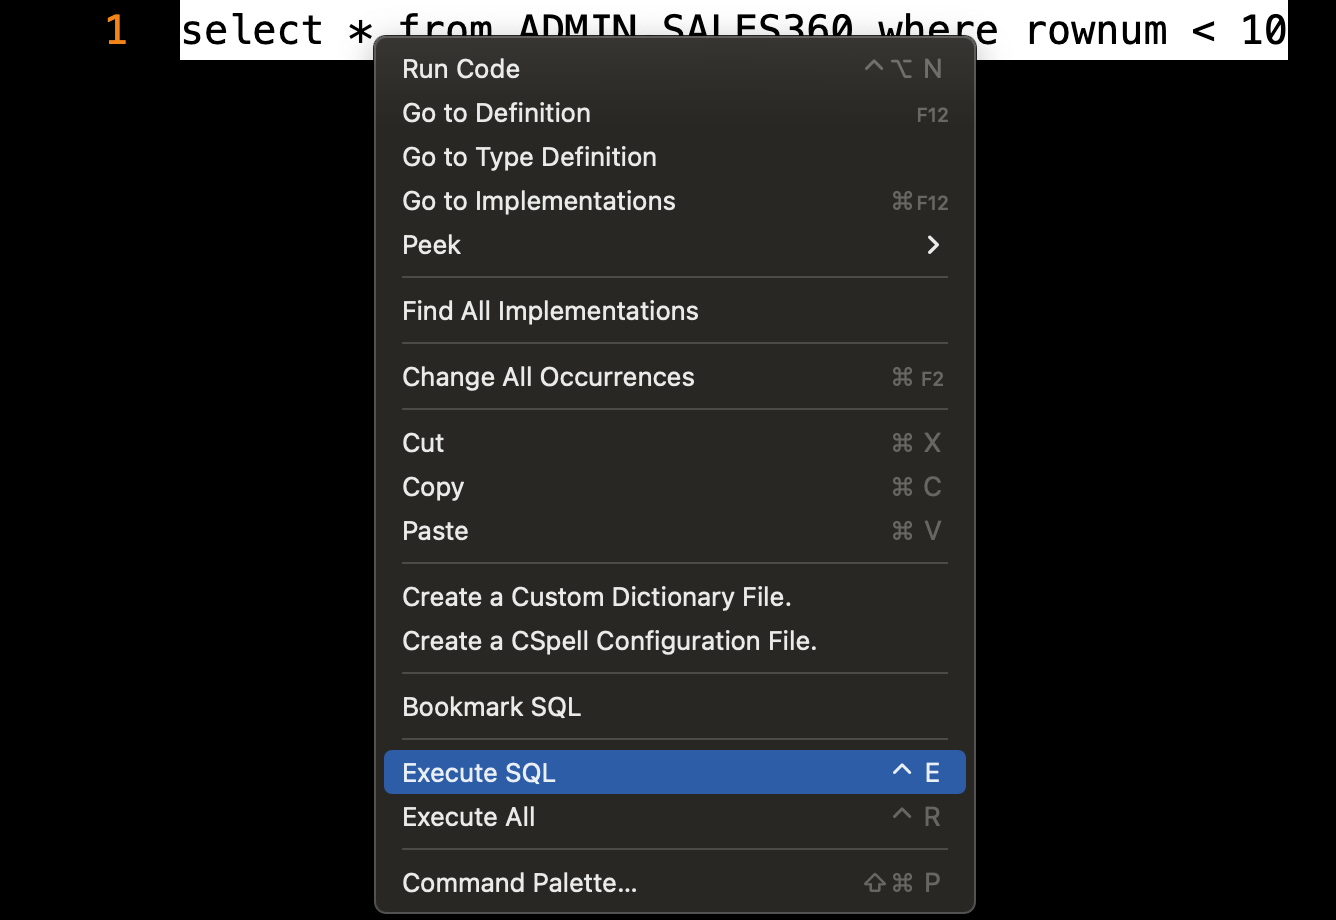 1 select * from ADMIN.SALES360 where rownum < 10
Run Code ^⌥ N
Go to Definition F12
Go to Type Definition
Go to Implementations ⌘F12
Peek >
Find All Implementations
Change All Occurrences ⌘ F2
Cut ⌘ X
Copy ⌘ C
Paste ⌘ V
Create a Custom Dictionary File.
Create a CSpell Configuration File.
Bookmark SQL
Execute SQL ^ E
Execute All ^ R
Command Palette... ⇧⌘ P